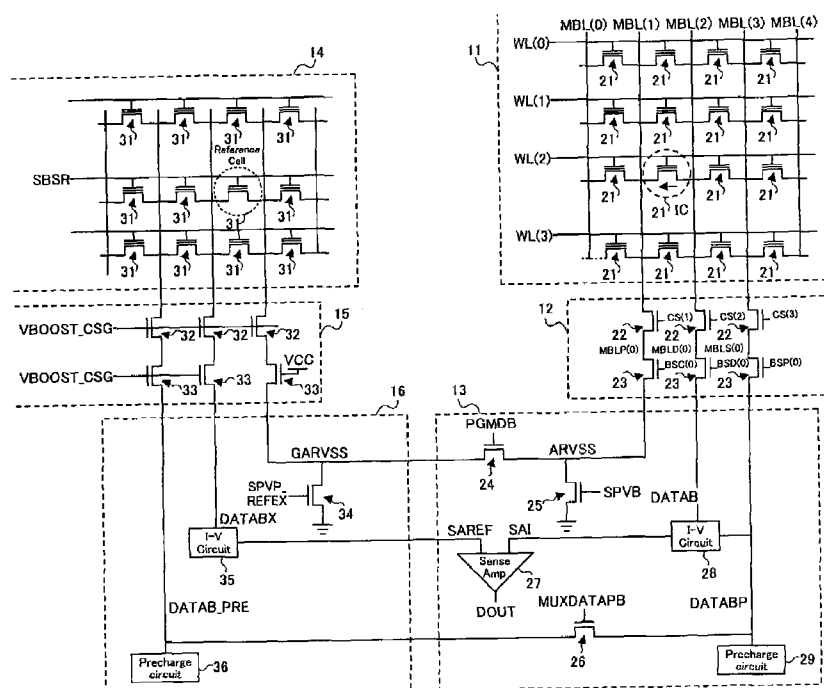 MBL(0) MBL(1) MBL(2) MBL(3) MBL(4)
14
11
WL(0)
21 21 21 21
31 31 31 31
WL(1)
21 21 21 21
Reference
Cell
WL(2)
SBSR
21 21 IC 21 21
31 31 31 31
WL(3)
31 31 31 31
21 21 21 21
15
12
VBOOST_CSG
32 32 32
CS(1) CS(2) CS(3)
22 22 22
MBLP(0) MBLD(0) MBLS(0)
VCC
VBOOST_CSG
33 33 33
BSC(0) BSD(0) BSP(0)
23 23 23
16
13
PGMDB
GARVSS
ARVSS
24
SPVP_
REFEX
34
25
SPVB
DATAB
DATABX
SAREF SAI
I-V
Circuit
35
I-V
Circuit
28
Sense
Amp
27
DATAB_PRE
DOUT
MUXDATAPB
DATABP
26
Precharge
circuit
36
Precharge
circuit
29